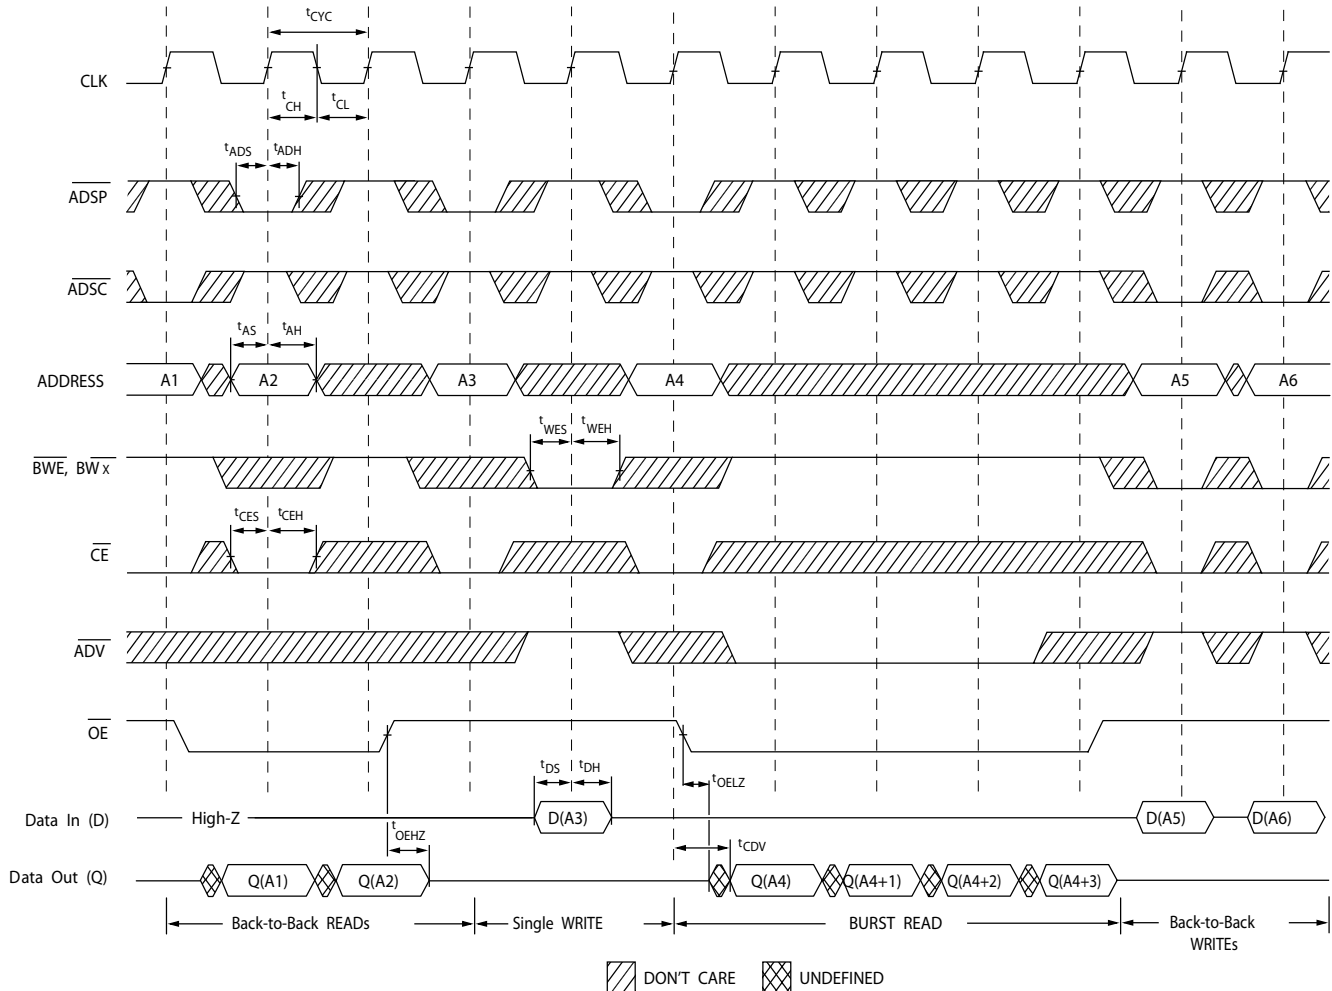 tCYC
CLK
tCH
tCL
tADS
tADH
ADSP
ADSC
tAS
tAH
ADDRESS
A1
A2
A3
A4
A5
A6
tWES
tWEH
BWE, BW x
tCES
tCEH
CE
ADV
OE
tDS
tDH
tOELZ
Data In (D)
High-Z
D(A3)
D(A5)
D(A6)
tOEHZ
tCDV
Data Out (Q)
Q(A1)
Q(A2)
Q(A4)
Q(A4+1)
Q(A4+2)
Q(A4+3)
Back-to-Back READs
Single WRITE
BURST READ
Back-to-Back
WRITEs
DON'T CARE
UNDEFINED